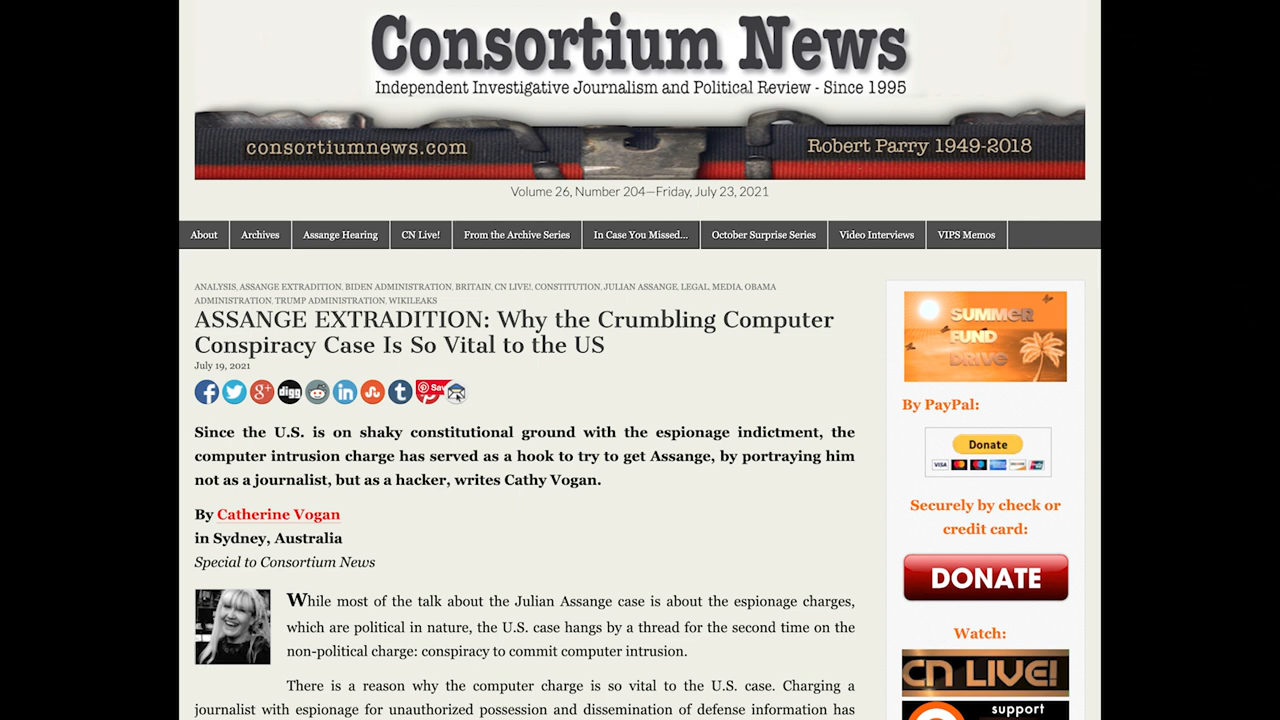 Consortium News
Independent Investigative Journalism and Political Review - Since 1995
consortiumnews.com
Robert Parry 1949-2018
Volume 26, Number 204—Friday, July 23, 2021
About
Archives
Assange Hearing
CN Live!
From the Archive Series
In Case You Missed...
October Surprise Series
Video Interviews
VIPS Memos
ANALYSIS, ASSANGE EXTRADITION, BIDEN ADMINISTRATION, BRITAIN, CN LIVE!, CONSTITUTION, JULIAN ASSANGE, LEGAL, MEDIA, OBAMA
ADMINISTRATION, TRUMP ADMINISTRATION, WIKILEAKS
ASSANGE EXTRADITION: Why the Crumbling Computer
Conspiracy Case Is So Vital to the US
July 19, 2021
digg
Sav
Since the U.S. is on shaky constitutional ground with the espionage indictment, the
computer intrusion charge has served as a hook to try to get Assange, by portraying him
not as a journalist, but as a hacker, writes Cathy Vogan.
By Catherine Vogan
in Sydney, Australia
Special to Consortium News
While most of the talk about the Julian Assange case is about the espionage charges,
which are political in nature, the U.S. case hangs by a thread for the second time on the
non-political charge: conspiracy to commit computer intrusion.
There is a reason why the computer charge is so vital to the U.S. case. Charging a
journalist with espionage for unauthorized possession and dissemination of defense information has
SUMMER
FUND
DRIVE
By PayPal:
Donate
VISA
Securely by check or
credit card:
DONATE
Watch:
CN LIVE!
support